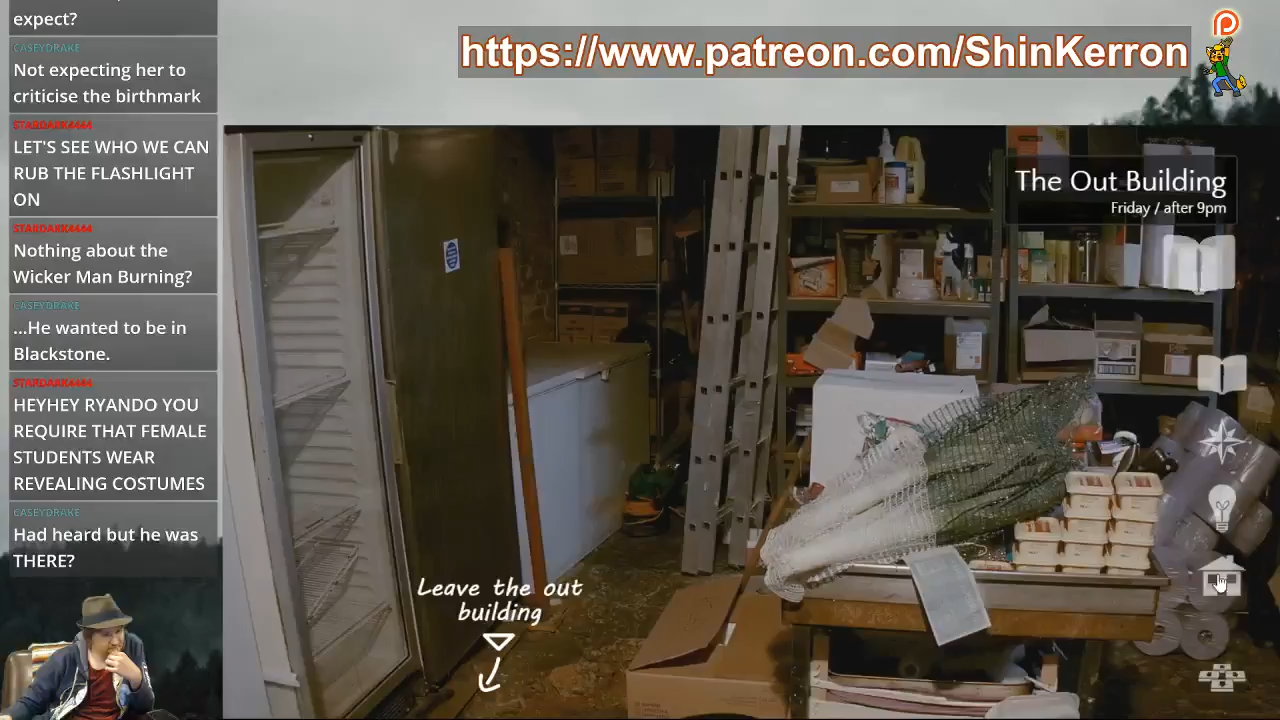 expect?
CASEYDRAKE
Not expecting her to
criticise the birthmark
STARDARK4444
LET'S SEE WHO WE CAN
RUB THE FLASHLIGHT
ON
STARDARK4444
Nothing about the
Wicker Man Burning?
CASEYDRAKE
...He wanted to be in
Blackstone.
STARDARK4444
HEYHEY RYANDO YOU
REQUIRE THAT FEMALE
STUDENTS WEAR
REVEALING COSTUMES
CASEYDRAKE
Had heard but he was
THERE?
https://www.patreon.com/ShinKerron
The Out Building
Friday / after 9pm
Leave the out
building